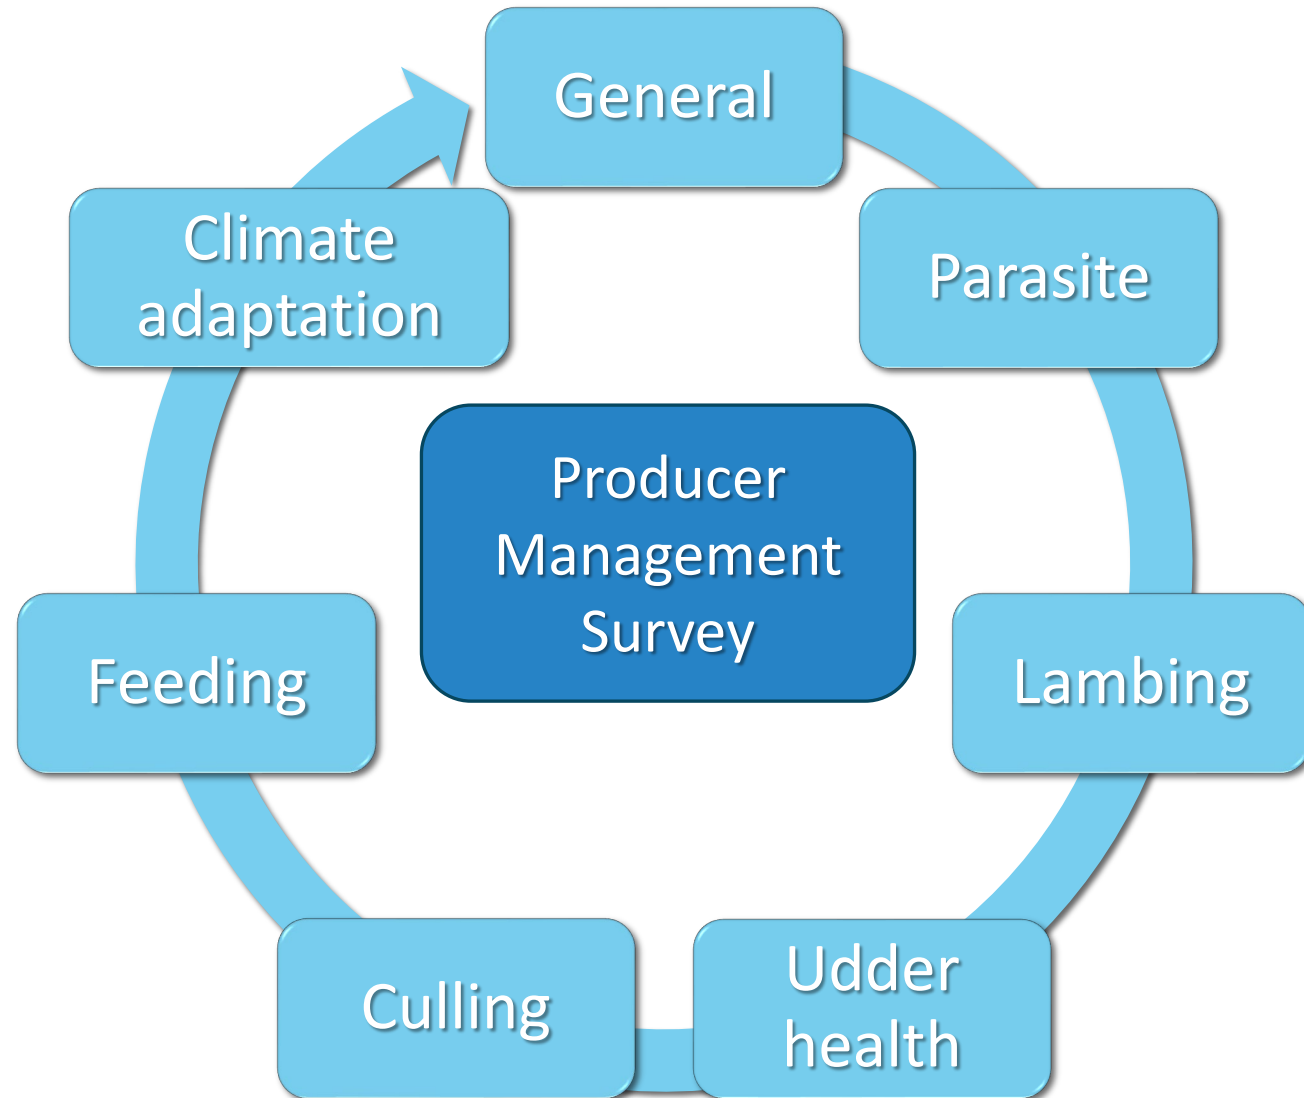 General
Parasite
Lambing
Udder
health
Culling
Feeding
Climate
adaptation
Producer
Management
Survey